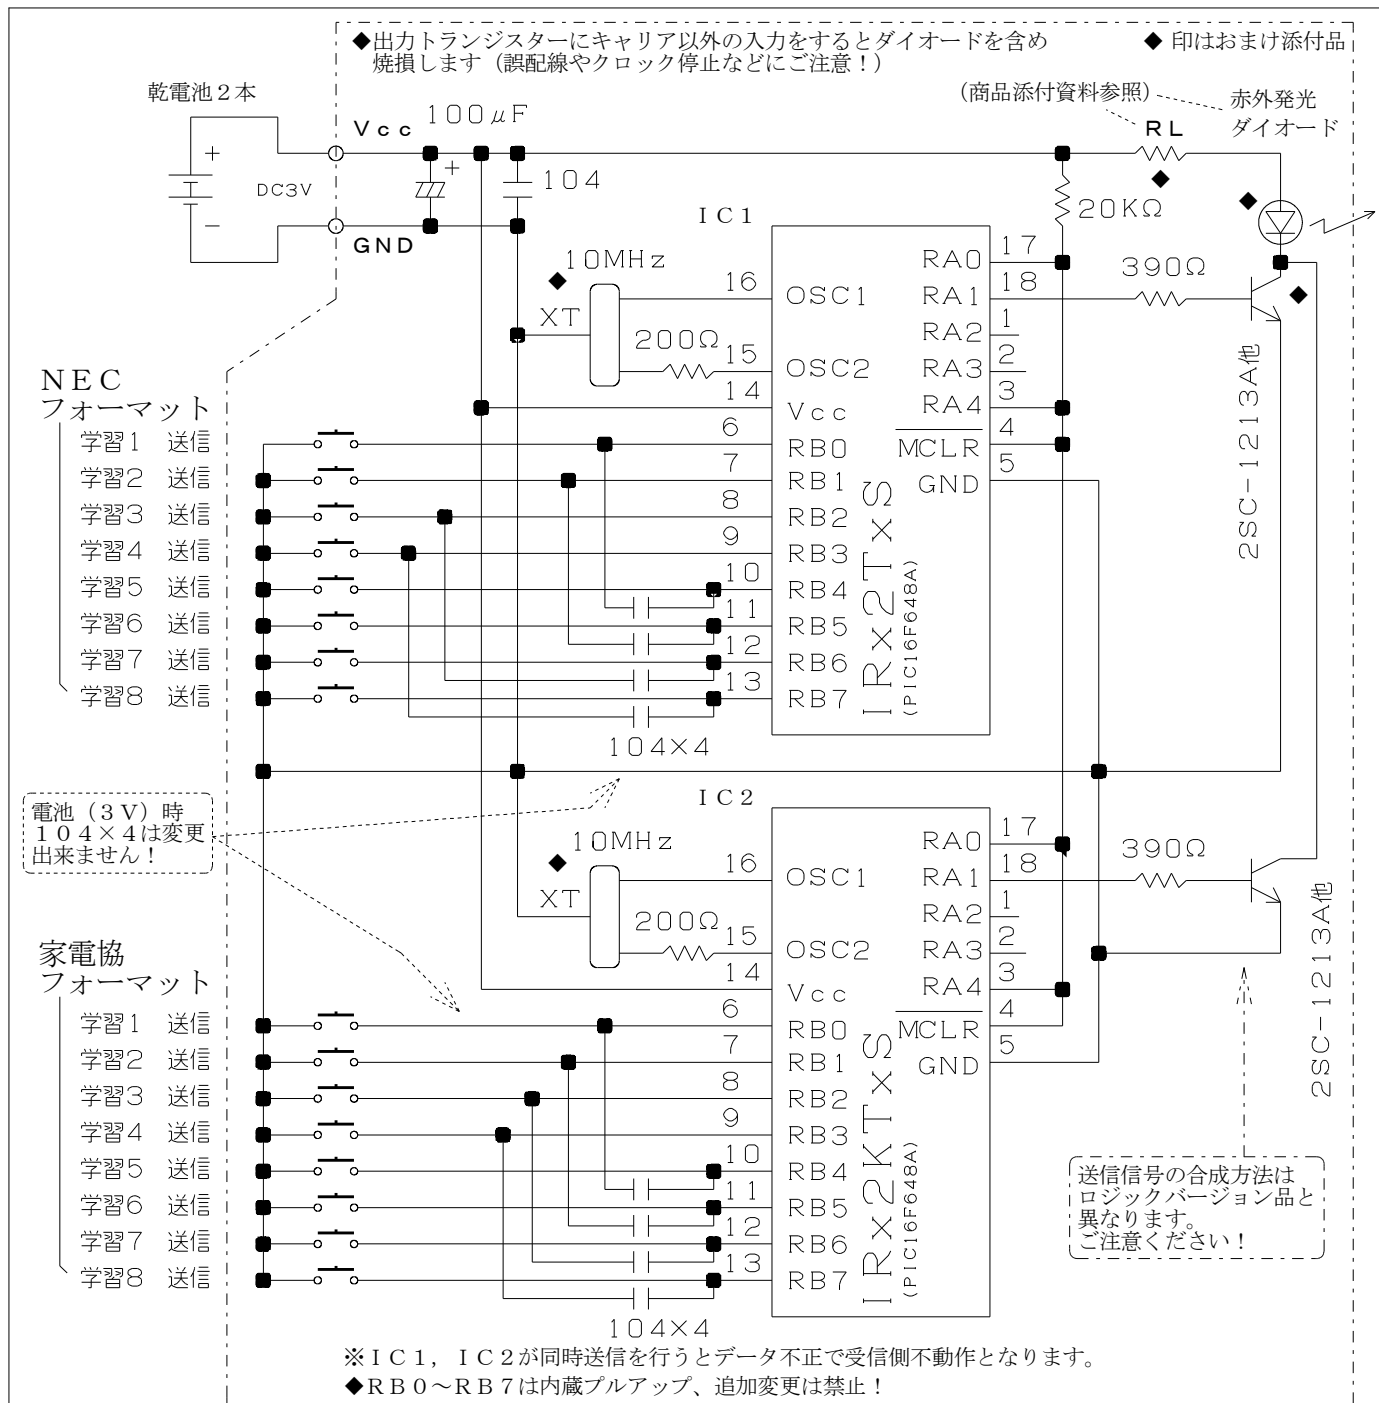 ◆出力トランジスターにキャリア以外の入力をするとダイオードを含め
焼損します（誤配線やクロック停止などにご注意！）
◆ 印はおまけ添付品
乾電池２本
Ｖｃｃ
100μF
(商品添付資料参照)
赤外発光
ダイオード
RL
+
DC3V
−
+
104
20KΩ
GND
IC1
10MHz
◆
XT
200Ω
16
15
14
6
7
8
9
10
11
12
13
OSC1
OSC2
Vcc
RB0
RB1
RB2
RB3
RB4
RB5
RB6
RB7
RA0
RA1
RA2
RA3
RA4
MCLR
GND
17
18
1
2
3
4
5
IRx2TxS
(PIC16F648A)
390Ω
◆
◆
◆
2SC-1213A他
ＮＥＣ
フォーマット
学習1 送信
学習2 送信
学習3 送信
学習4 送信
学習5 送信
学習6 送信
学習7 送信
学習8 送信
104×4
電池（３Ｖ）時
１０４×４は変更
出来ません！
IC2
10MHz
◆
XT
200Ω
16
15
14
6
7
8
9
10
11
12
13
OSC1
OSC2
Vcc
RB0
RB1
RB2
RB3
RB4
RB5
RB6
RB7
RA0
RA1
RA2
RA3
RA4
MCLR
GND
17
18
1
2
3
4
5
IRx2KTxS
(PIC16F648A)
390Ω
2SC-1213A他
家電協
フォーマット
学習1 送信
学習2 送信
学習3 送信
学習4 送信
学習5 送信
学習6 送信
学習7 送信
学習8 送信
104×4
送信信号の合成方法は
ロジックバージョン品と
異なります。
ご注意ください！
※ＩＣ１，ＩＣ２が同時送信を行うとデータ不正で受信側不動作となります。
◆ＲＢ０～ＲＢ７は内蔵プルアップ、追加変更は禁止！